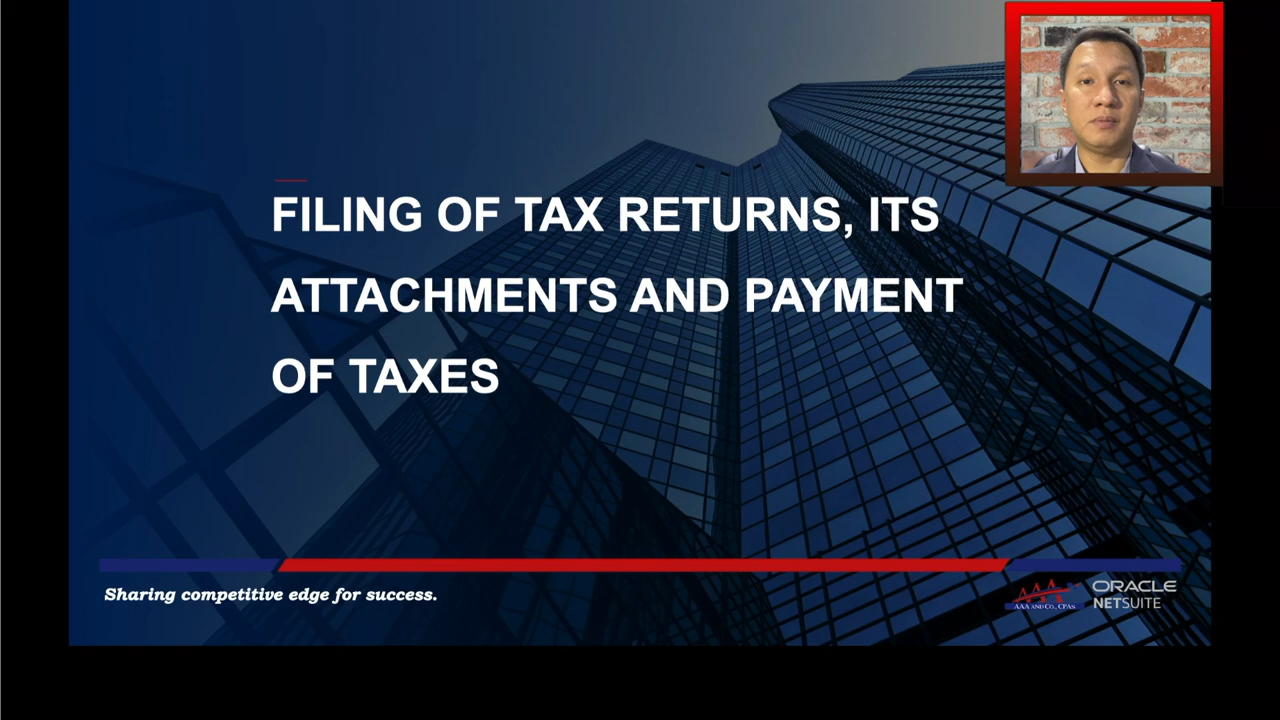 FILING OF TAX RETURNS, ITS
ATTACHMENTS AND PAYMENT
OF TAXES
Sharing competitive edge for success.
AAA
AAA AND CO., CPAs
ORACLE
NETSUITE